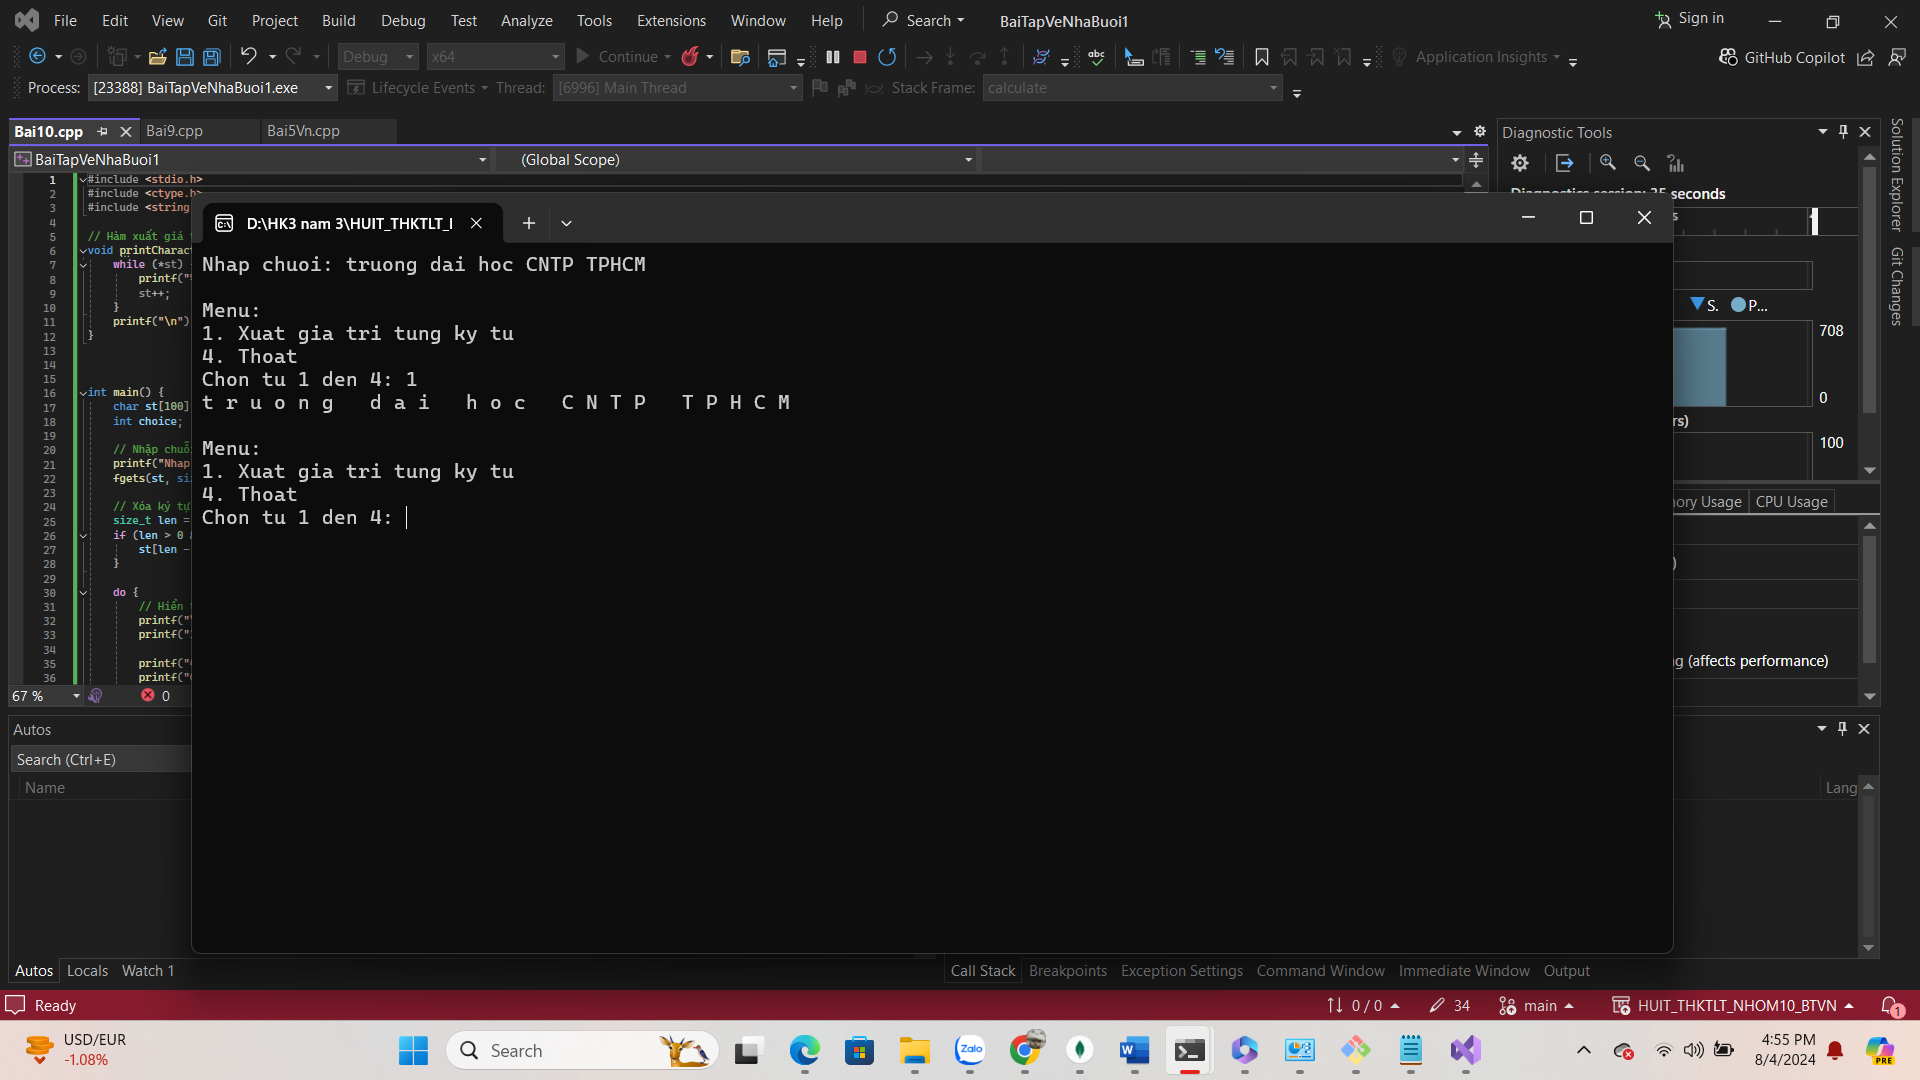 File Edit View Git Project Build Debug Test Analyze Tools Extensions Window Help Search BaiTapVeNhaBuoi1 Sign in
Debug x64 Continue Application Insights GitHub Copilot
Process: [23388] BaiTapVeNhaBuoi1.exe Lifecycle Events Thread: [6996] Main Thread Stack Frame: calculate
Bai10.cpp Bai9.cpp Bai5Vn.cpp
BaiTapVeNhaBuoi1 (Global Scope)
1 #include <stdio.h>
2 #include <ctype.h>
3 #include <string
4
5 // Hàm xuất giá
6 void printCharact
7 while (*st)
8 printf("
9 st++;
10 }
11 printf("\n")
12 }
13
14
15
16 int main() {
17 char st[100]
18 int choice;
19
20 // Nhập chuỗi
21 printf("Nhap
22 fgets(st, si
23
24 // Xóa ký tự
25 size_t len =
26 if (len > 0
27 st[len -
28 }
29
30 do {
31 // Hiển
32 printf("\
33 printf("
34
35 printf("
36 printf("
67 % 0
D:\HK3 nam 3\HUIT_THKTLT_
Nhap chuoi: truong dai hoc CNTP TPHCM
Menu:
1. Xuat gia tri tung ky tu
4. Thoat
Chon tu 1 den 4: 1
t r u o n g   d a i   h o c   C N T P   T P H C M
Menu:
1. Xuat gia tri tung ky tu
4. Thoat
Chon tu 1 den 4:
Diagnostic Tools
Diagnostics session: 35 seconds
s
S. P...
708
0
rs)
100
ory Usage CPU Usage
)
g (affects performance)
Solution Explorer
Git Changes
Autos
Search (Ctrl+E)
Name
Lang
Autos Locals Watch 1
Call Stack Breakpoints Exception Settings Command Window Immediate Window Output
Ready 0 / 0 34 main HUIT_THKTLT_NHOM10_BTVN 1
USD/EUR
-1.08%
Search
Zalo
PRE
4:55 PM
8/4/2024